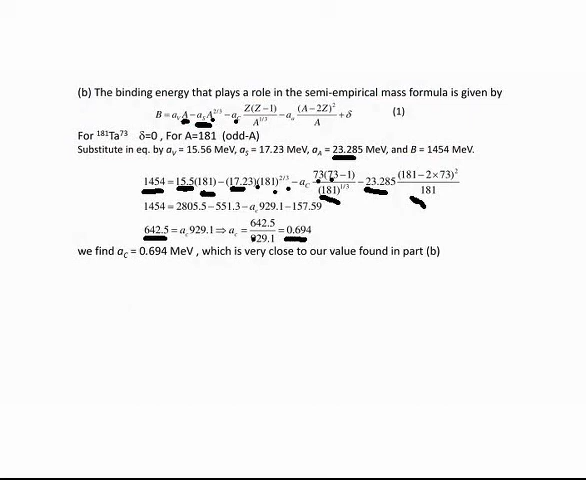 (b) The binding energy that plays a role in the semi-empirical mass formula is given by
B = aᵥA − aₛA^{2/3} − a_C Z(Z−1)/A^{1/3} − aₐ (A−2Z)²/A + δ (1)
For ¹⁸¹Ta⁷³ δ=0 , For A=181 (odd-A)
Substitute in eq. by aᵥ = 15.56 MeV, aₛ = 17.23 MeV, a_A = 23.285 MeV, and B = 1454 MeV.
1454 = 15.5(181) − (17.23)(181)^{2/3} − a_C 73(73−1)/(181)^{1/3} − 23.285 (181−2×73)²/181
1454 = 2805.5 − 551.3 − a_c 929.1 − 157.59
642.5 = a_c 929.1 ⇒ a_c = 642.5/929.1 = 0.694
we find a_C = 0.694 MeV , which is very close to our value found in part (b)